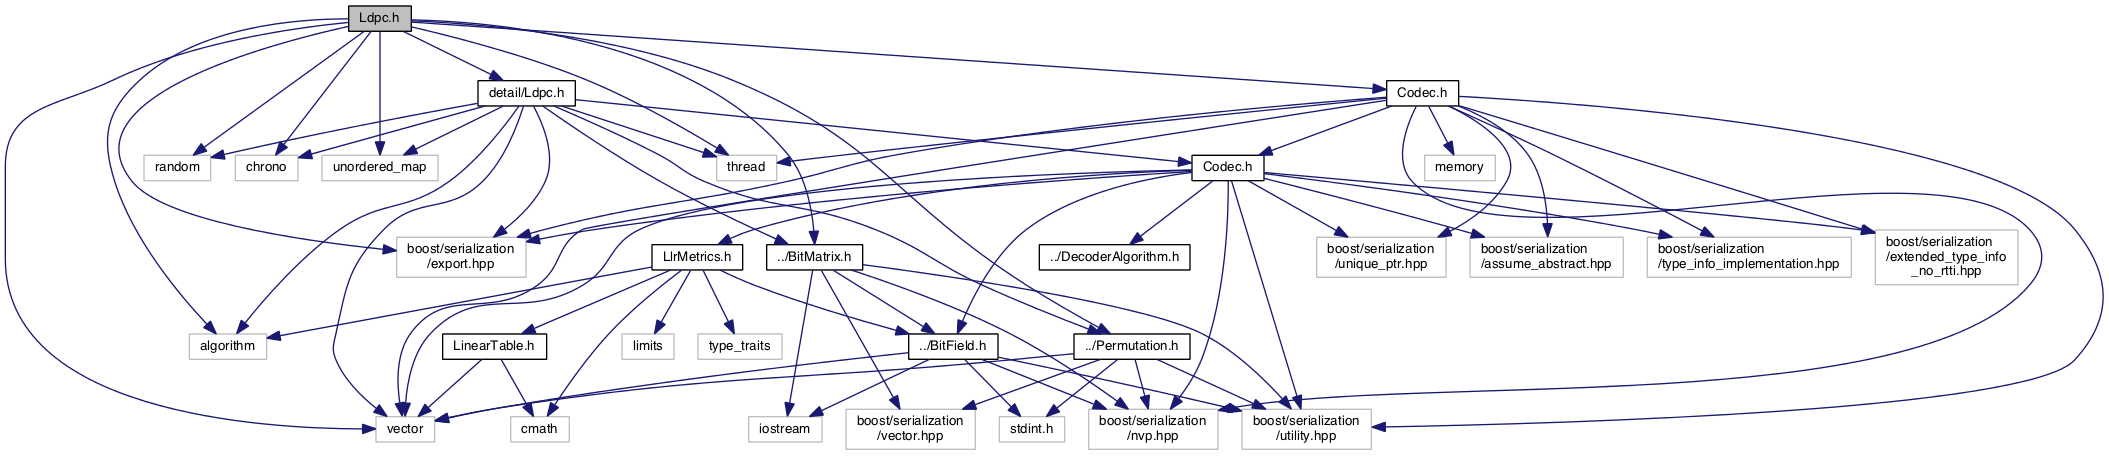 Ldpc.h
detail/Ldpc.h
Codec.h
random
chrono
unordered_map
thread
Codec.h
memory
boost/serialization
/export.hpp
LlrMetrics.h
../BitMatrix.h
../DecoderAlgorithm.h
boost/serialization
/unique_ptr.hpp
boost/serialization
/assume_abstract.hpp
boost/serialization
/type_info_implementation.hpp
boost/serialization
/extended_type_info
_no_rtti.hpp
algorithm
LinearTable.h
limits
type_traits
../BitField.h
../Permutation.h
vector
cmath
iostream
boost/serialization
/vector.hpp
stdint.h
boost/serialization
/nvp.hpp
boost/serialization
/utility.hpp